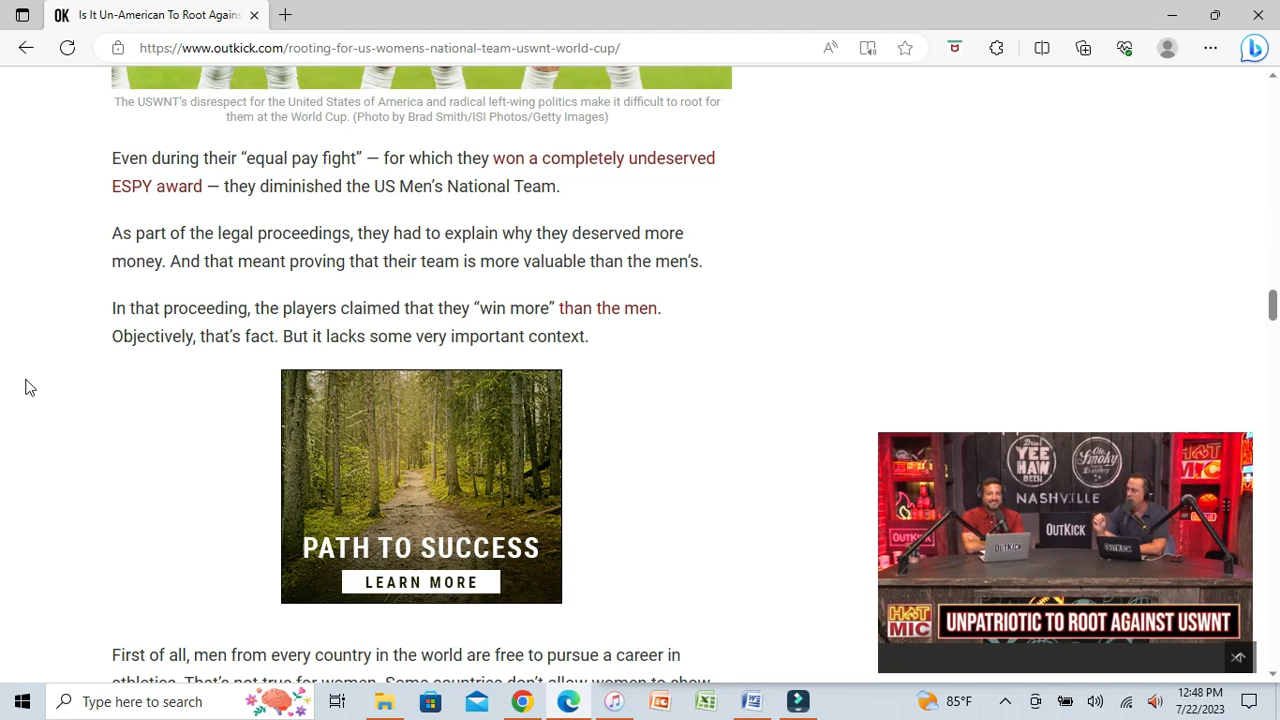 Is It Un-American To Root Agains
https://www.outkick.com/rooting-for-us-womens-national-team-uswnt-world-cup/
The USWNT's disrespect for the United States of America and radical left-wing politics make it difficult to root for
them at the World Cup. (Photo by Brad Smith/ISI Photos/Getty Images)
Even during their “equal pay fight” — for which they won a completely undeserved
ESPY award — they diminished the US Men’s National Team.
As part of the legal proceedings, they had to explain why they deserved more
money. And that meant proving that their team is more valuable than the men’s.
In that proceeding, the players claimed that they “win more” than the men.
Objectively, that’s fact. But it lacks some very important context.
PATH TO SUCCESS
LEARN MORE
DRINK YEE HAW BEER
Ole Smoky
HOT MIC
NASHVILLE
OUTKICK
OUTKICK
OUTKICK
OUTKICK
HOT MIC
UNPATRIOTIC TO ROOT AGAINST USWNT
First of all, men from every country in the world are free to pursue a career in
athletics. That’s not true for women. Some countries don’t allow women to show
Type here to search
85°F
12:48 PM
7/22/2023